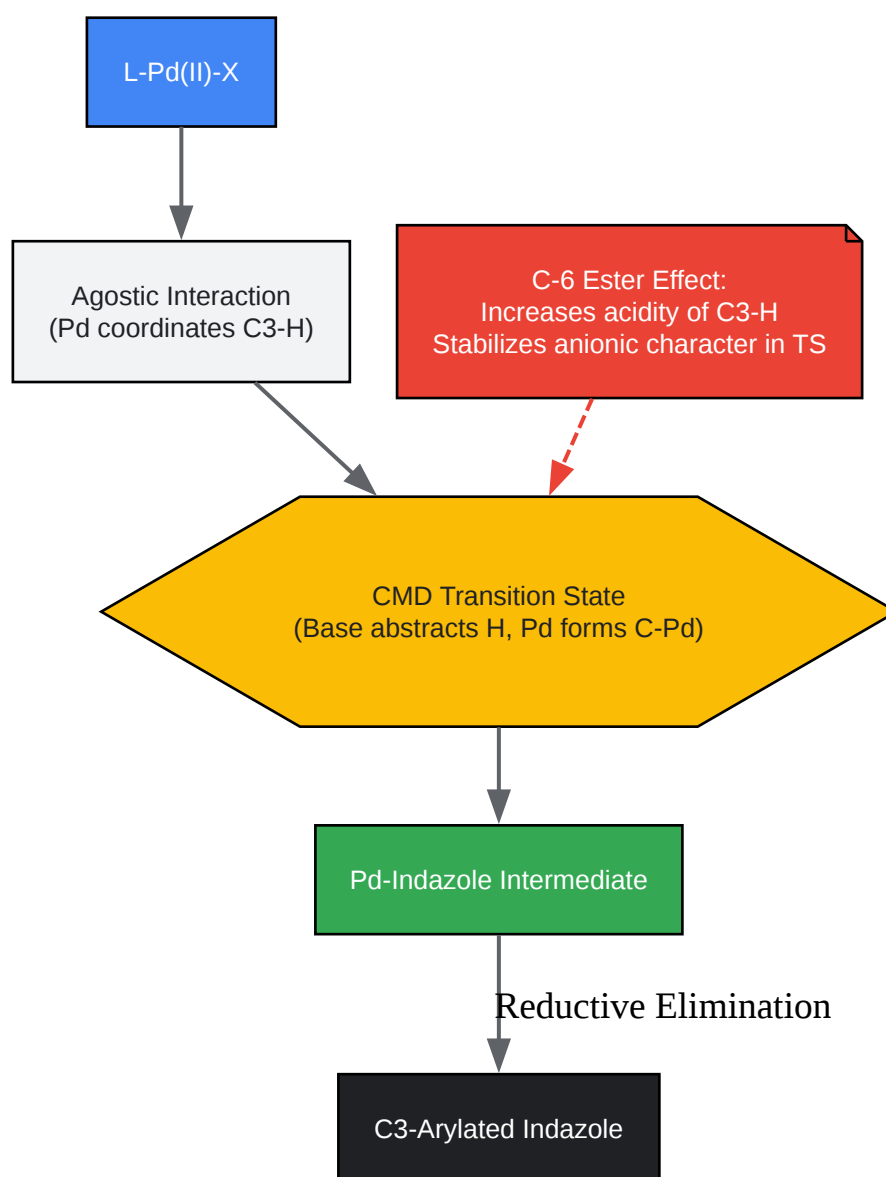 L-Pd(II)-X
Agostic Interaction
(Pd coordinates C3-H)
C-6 Ester Effect:
Increases acidity of C3-H
Stabilizes anionic character in TS
CMD Transition State
(Base abstracts H, Pd forms C-Pd)
Pd-Indazole Intermediate
Reductive Elimination
C3-Arylated Indazole